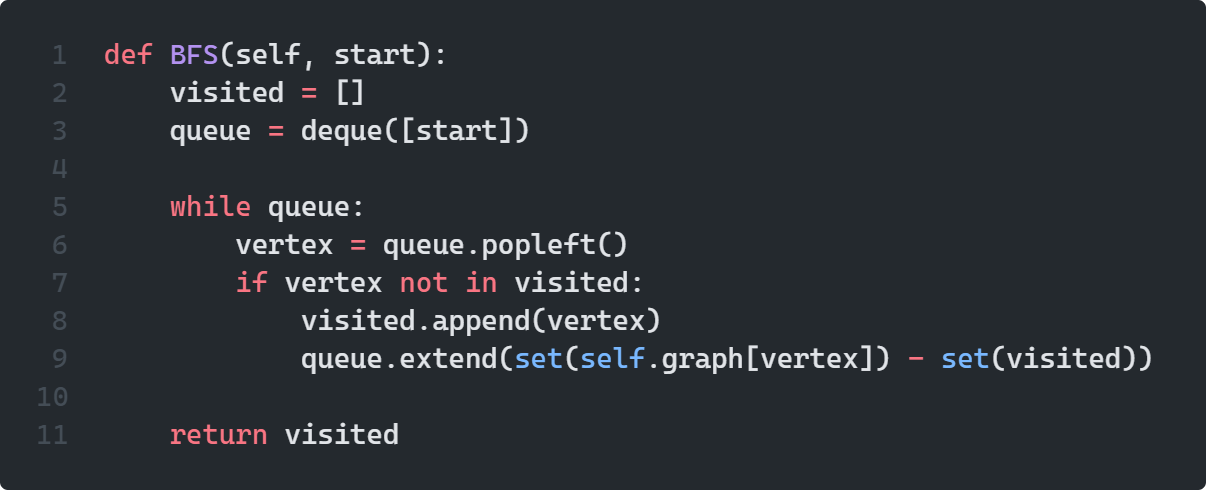 1 def BFS(self, start):
2     visited = []
3     queue = deque([start])
4
5     while queue:
6         vertex = queue.popleft()
7         if vertex not in visited:
8             visited.append(vertex)
9             queue.extend(set(self.graph[vertex]) - set(visited))
10
11     return visited